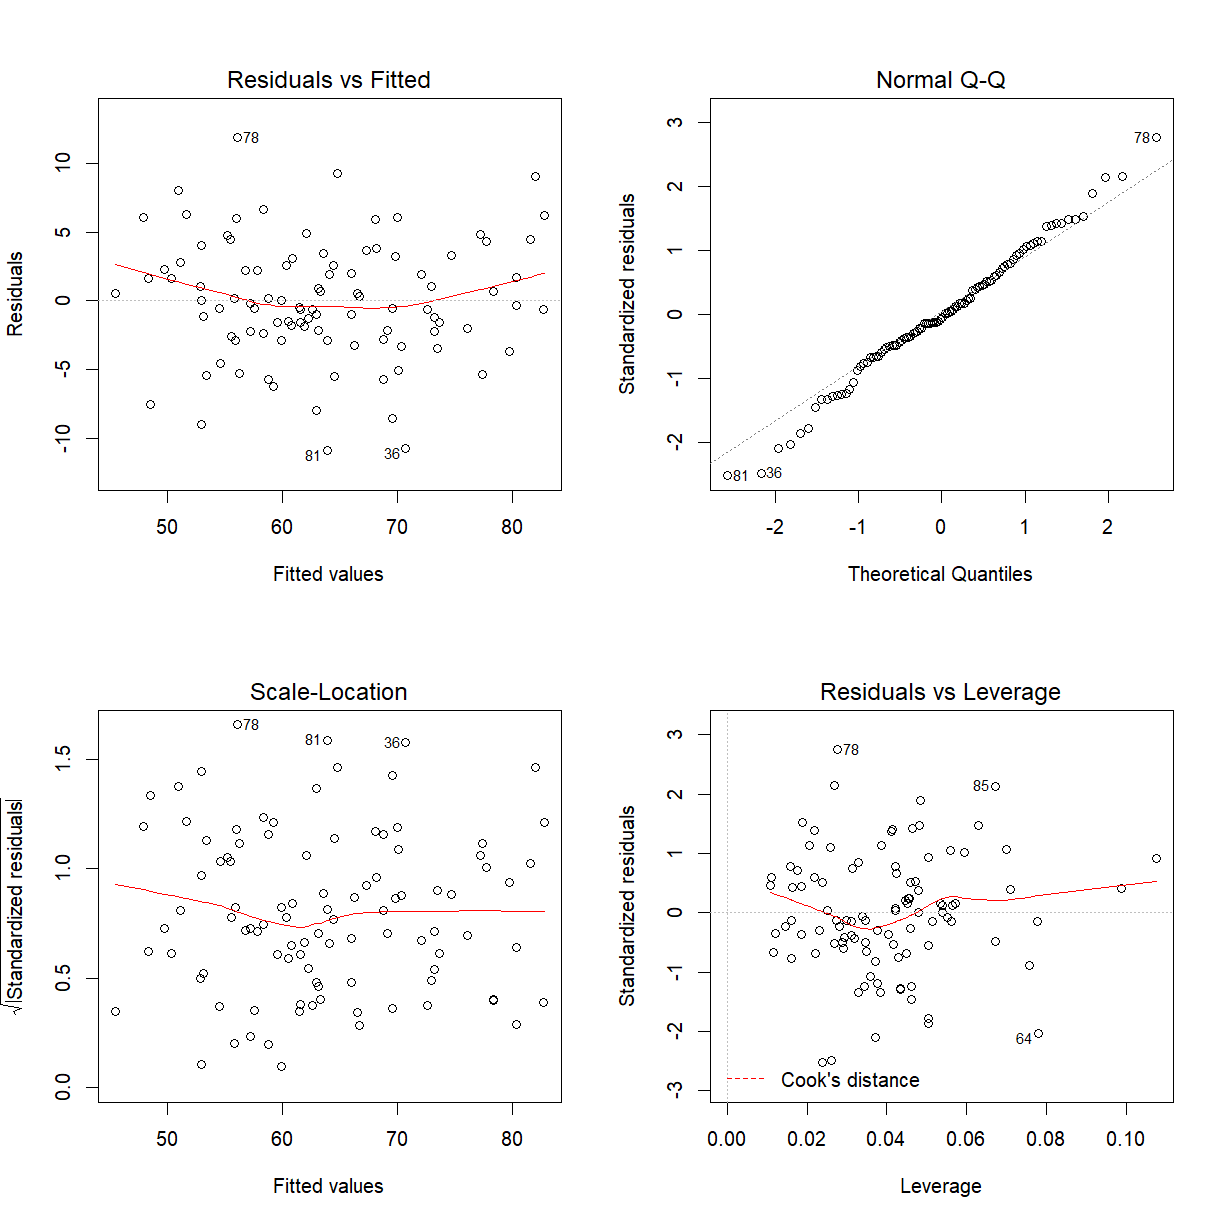 Residuals vs Fitted
Residuals
10
5
0
-5
-10
78
81
36
50 60 70 80
Fitted values
Normal Q-Q
Standardized residuals
3
2
1
0
-1
-2
78
81
36
-2 -1 0 1 2
Theoretical Quantiles
Scale-Location
√|Standardized residuals|
1.5
1.0
0.5
0.0
78
81
36
50 60 70 80
Fitted values
Residuals vs Leverage
Standardized residuals
3
2
1
0
-1
-2
-3
78
85
64
Cook's distance
0.00 0.02 0.04 0.06 0.08 0.10
Leverage